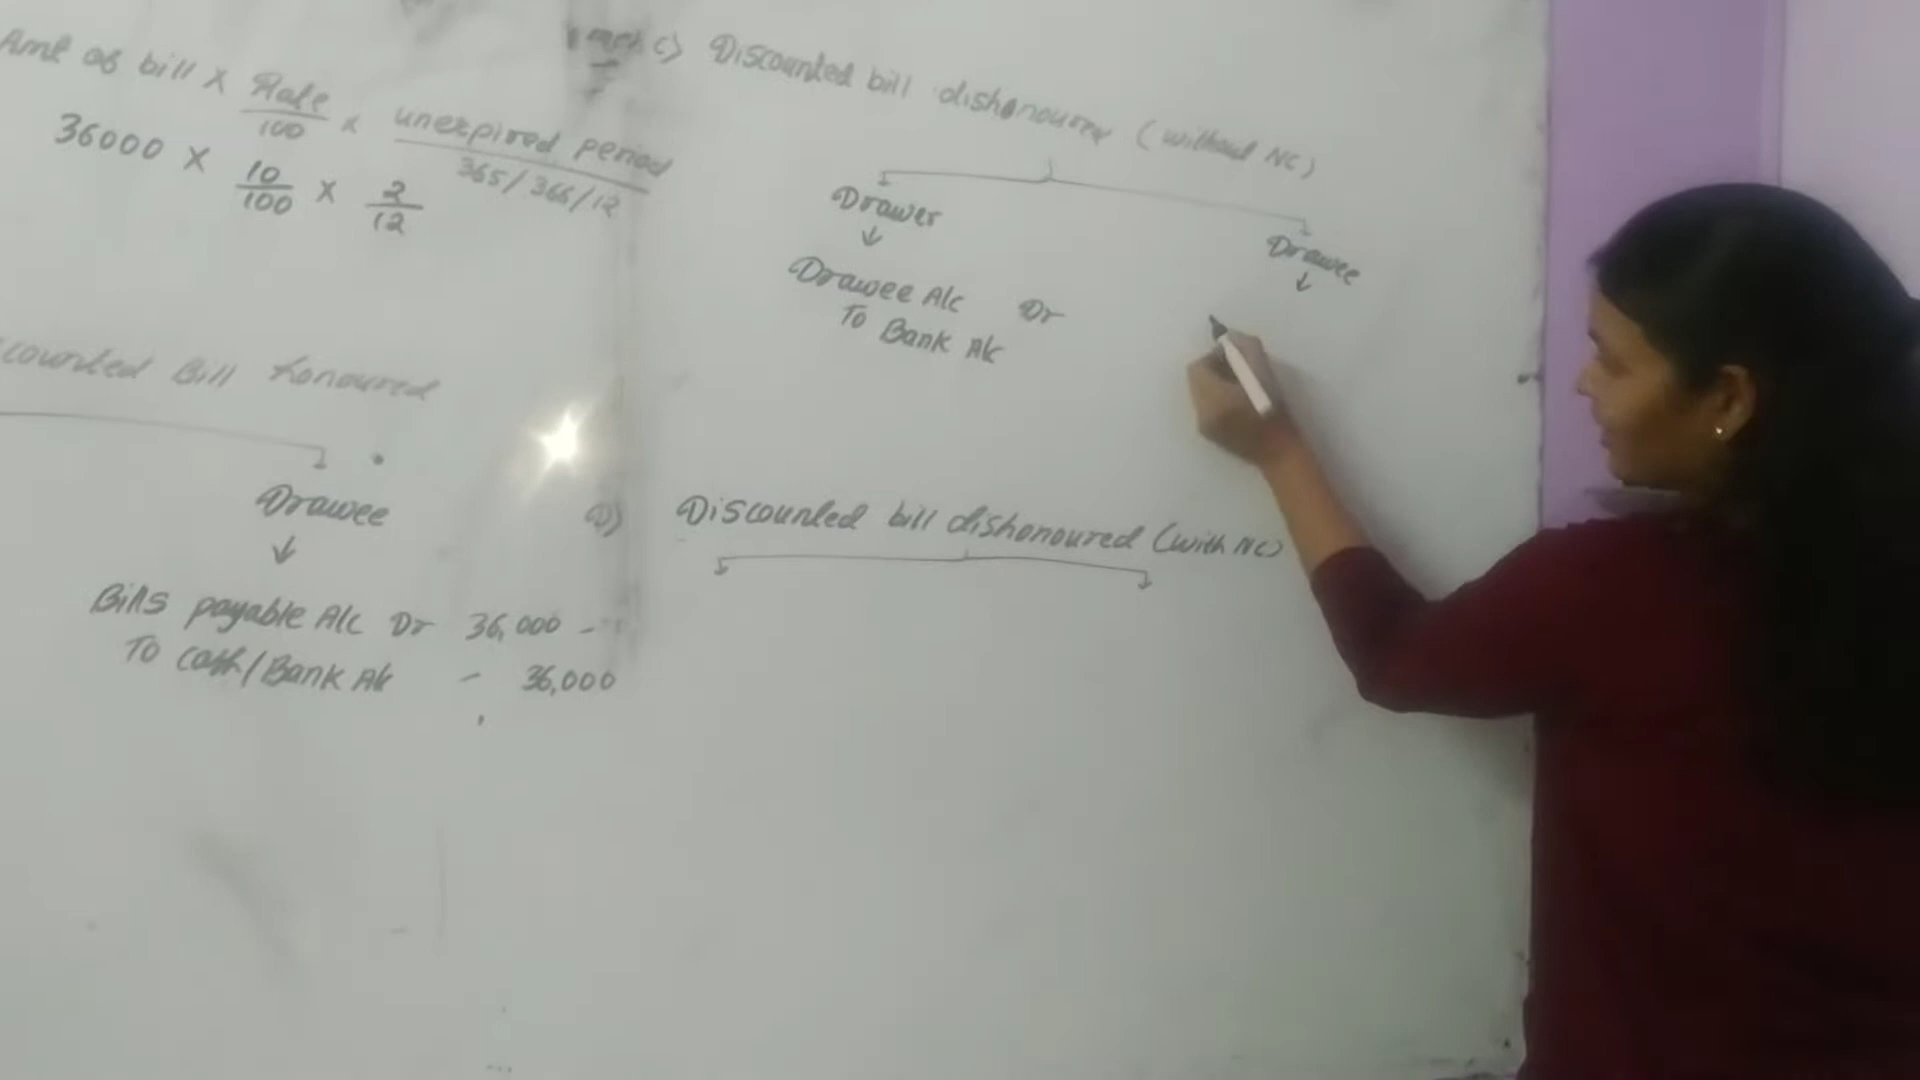 Amt of bill X Rate/100 x unexpired period
365/366/12
36000 X 10/100 X 2/12
counted Bill honoured
Drawee
Bills payable A/c Dr 36,000 -
To cash/Bank A/c - 36,000
c) Discounted bill dishonoured (without NC)
Drawer
Drawee
Drawee A/c Dr
To Bank A/c
D) Discounted bill dishonoured (with NC)